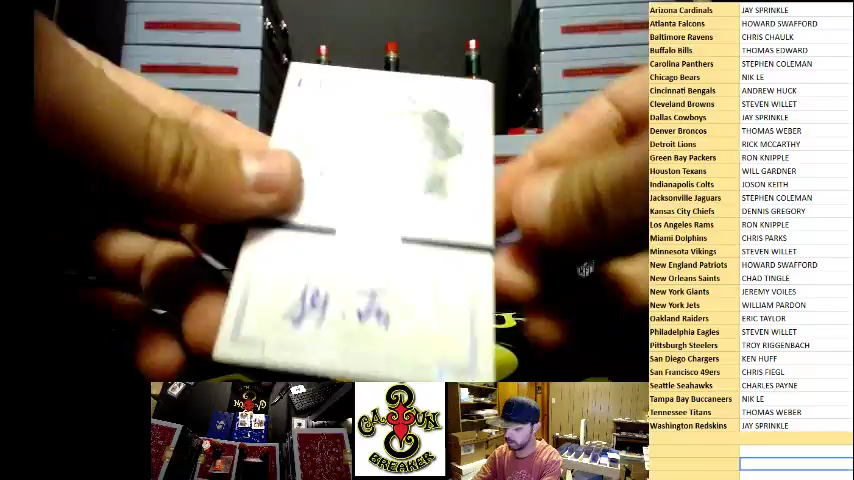 Arizona Cardinals JAY SPRINKLE
Atlanta Falcons HOWARD SWAFFORD
Baltimore Ravens CHRIS CHAULK
Buffalo Bills THOMAS EDWARD
Carolina Panthers STEPHEN COLEMAN
Chicago Bears NIK LE
Cincinnati Bengals ANDREW HUCK
Cleveland Browns STEVEN WILLET
Dallas Cowboys JAY SPRINKLE
Denver Broncos THOMAS WEBER
Detroit Lions RICK MCCARTHY
Green Bay Packers RON KNIPPLE
Houston Texans WILL GARDNER
Indianapolis Colts JOSON KEITH
Jacksonville Jaguars STEPHEN COLEMAN
Kansas City Chiefs DENNIS GREGORY
Los Angeles Rams RON KNIPPLE
Miami Dolphins CHRIS PARKS
Minnesota Vikings STEVEN WILLET
New England Patriots HOWARD SWAFFORD
New Orleans Saints CHAD TINGLE
New York Giants JEREMY VOILES
New York Jets WILLIAM PARDON
Oakland Raiders ERIC TAYLOR
Philadelphia Eagles STEVEN WILLET
Pittsburgh Steelers TROY RIGGENBACH
San Diego Chargers KEN HUFF
San Francisco 49ers CHRIS FIEGL
Seattle Seahawks CHARLES PAYNE
Tampa Bay Buccaneers NIK LE
Tennessee Titans THOMAS WEBER
Washington Redskins JAY SPRINKLE
CAJUN
BREAKER